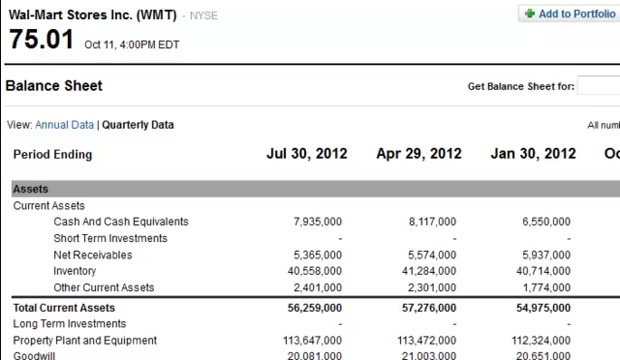 Wal-Mart Stores Inc. (WMT) - NYSE
Add to Portfolio
75.01 Oct 11, 4:00PM EDT
Balance Sheet
Get Balance Sheet for:
View: Annual Data | Quarterly Data
All
Period Ending Jul 30, 2012 Apr 29, 2012 Jan 30, 2012
Assets
Current Assets
Cash And Cash Equivalents 7,935,000 8,117,000 6,550,000
Short Term Investments - - -
Net Receivables 5,365,000 5,574,000 5,937,000
Inventory 40,558,000 41,284,000 40,714,000
Other Current Assets 2,401,000 2,301,000 1,774,000
Total Current Assets 56,259,000 57,276,000 54,975,000
Long Term Investments - - -
Property Plant and Equipment 113,647,000 113,472,000 112,324,000
Goodwill 20,081,000 21,003,000 20,651,000